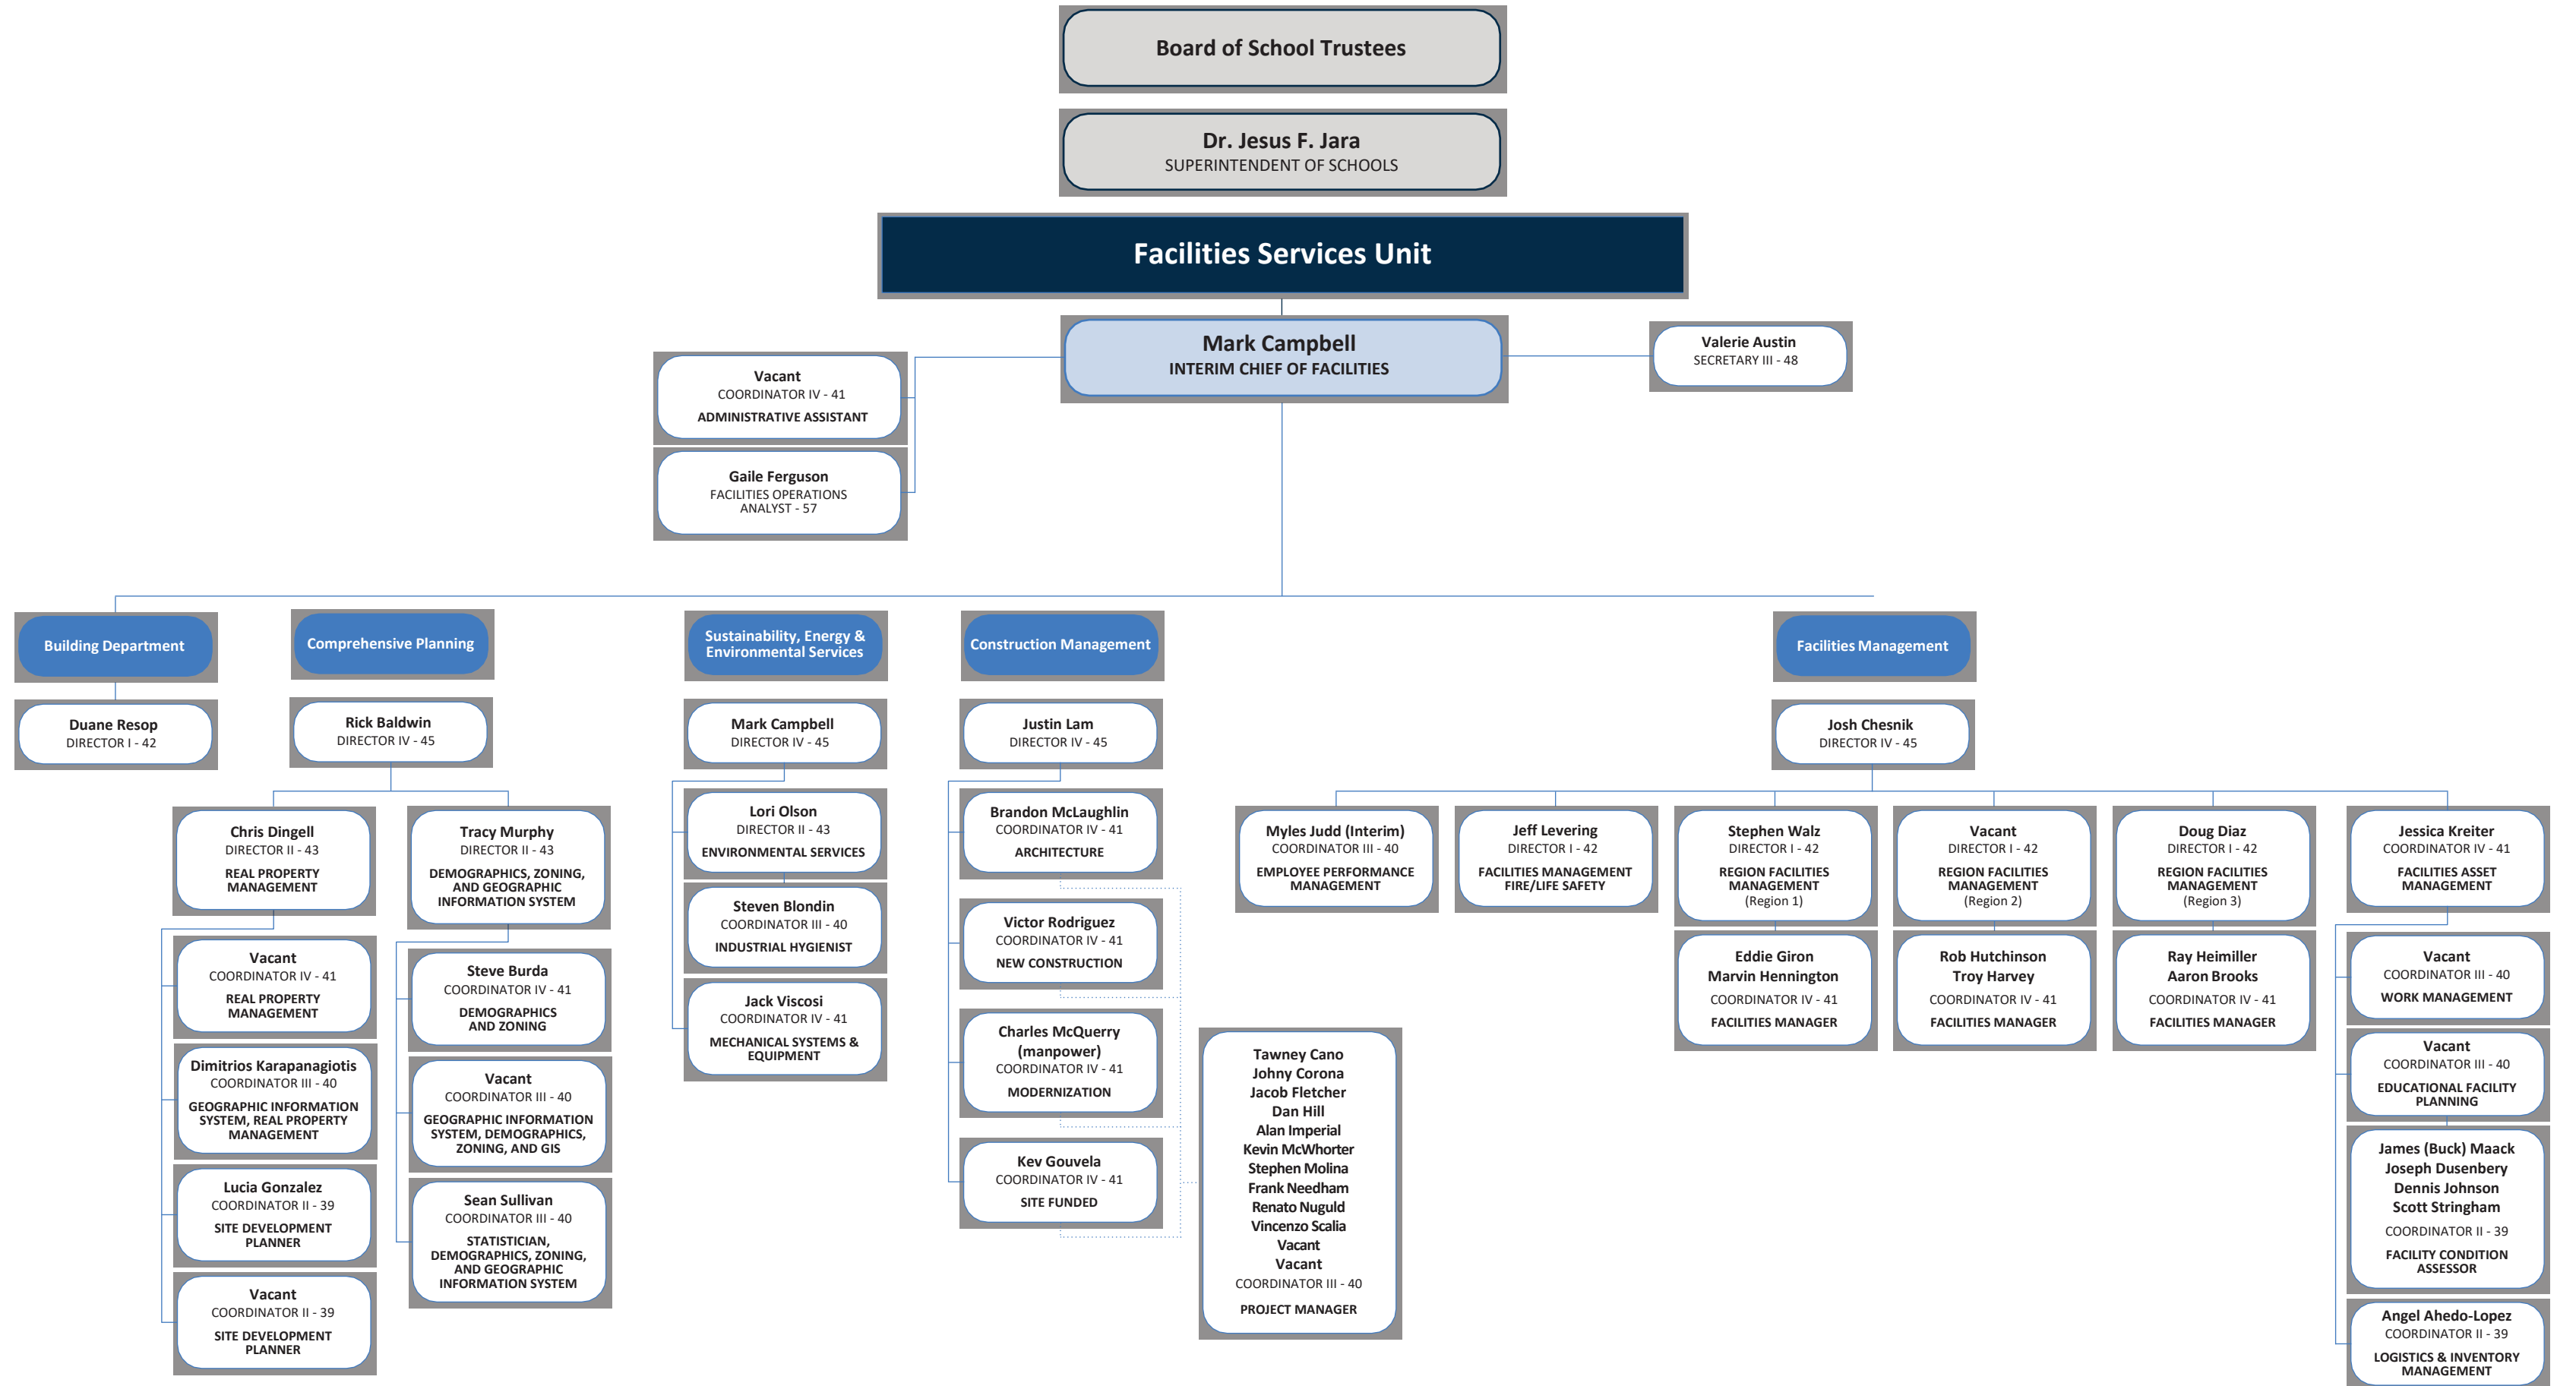 Board of School Trustees
Dr. Jesus F. Jara
SUPERINTENDENT OF SCHOOLS
Facilities Services Unit
Mark Campbell
INTERIM CHIEF OF FACILITIES
Valerie Austin
SECRETARY III - 48
Vacant
COORDINATOR IV - 41
ADMINISTRATIVE ASSISTANT
Gaile Ferguson
FACILITIES OPERATIONS
ANALYST - 57
Building Department
Duane Resop
DIRECTOR I - 42
Comprehensive Planning
Rick Baldwin
DIRECTOR IV - 45
Chris Dingell
DIRECTOR II - 43
REAL PROPERTY
MANAGEMENT
Vacant
COORDINATOR IV - 41
REAL PROPERTY
MANAGEMENT
Dimitrios Karapanagiotis
COORDINATOR III - 40
GEOGRAPHIC INFORMATION
SYSTEM, REAL PROPERTY
MANAGEMENT
Lucia Gonzalez
COORDINATOR II - 39
SITE DEVELOPMENT
PLANNER
Vacant
COORDINATOR II - 39
SITE DEVELOPMENT
PLANNER
Tracy Murphy
DIRECTOR II - 43
DEMOGRAPHICS, ZONING,
AND GEOGRAPHIC
INFORMATION SYSTEM
Steve Burda
COORDINATOR IV - 41
DEMOGRAPHICS
AND ZONING
Vacant
COORDINATOR III - 40
GEOGRAPHIC INFORMATION
SYSTEM, DEMOGRAPHICS,
ZONING, AND GIS
Sean Sullivan
COORDINATOR III - 40
STATISTICIAN,
DEMOGRAPHICS, ZONING,
AND GEOGRAPHIC
INFORMATION SYSTEM
Sustainability, Energy &
Environmental Services
Mark Campbell
DIRECTOR IV - 45
Lori Olson
DIRECTOR II - 43
ENVIRONMENTAL SERVICES
Steven Blondin
COORDINATOR III - 40
INDUSTRIAL HYGIENIST
Jack Viscosi
COORDINATOR IV - 41
MECHANICAL SYSTEMS &
EQUIPMENT
Construction Management
Justin Lam
DIRECTOR IV - 45
Brandon McLaughlin
COORDINATOR IV - 41
ARCHITECTURE
Victor Rodriguez
COORDINATOR IV - 41
NEW CONSTRUCTION
Charles McQuerry
(manpower)
COORDINATOR IV - 41
MODERNIZATION
Kev Gouvela
COORDINATOR IV - 41
SITE FUNDED
Tawney Cano
Johny Corona
Jacob Fletcher
Dan Hill
Alan Imperial
Kevin McWhorter
Stephen Molina
Frank Needham
Renato Nuguld
Vincenzo Scalia
Vacant
Vacant
COORDINATOR III - 40
PROJECT MANAGER
Facilities Management
Josh Chesnik
DIRECTOR IV - 45
Myles Judd (Interim)
COORDINATOR III - 40
EMPLOYEE PERFORMANCE
MANAGEMENT
Jeff Levering
DIRECTOR I - 42
FACILITIES MANAGEMENT
FIRE/LIFE SAFETY
Stephen Walz
DIRECTOR I - 42
REGION FACILITIES
MANAGEMENT
(Region 1)
Eddie Giron
Marvin Hennington
COORDINATOR IV - 41
FACILITIES MANAGER
Vacant
DIRECTOR I - 42
REGION FACILITIES
MANAGEMENT
(Region 2)
Rob Hutchinson
Troy Harvey
COORDINATOR IV - 41
FACILITIES MANAGER
Doug Diaz
DIRECTOR I - 42
REGION FACILITIES
MANAGEMENT
(Region 3)
Ray Heimiller
Aaron Brooks
COORDINATOR IV - 41
FACILITIES MANAGER
Jessica Kreiter
COORDINATOR IV - 41
FACILITIES ASSET
MANAGEMENT
Vacant
COORDINATOR III - 40
WORK MANAGEMENT
Vacant
COORDINATOR III - 40
EDUCATIONAL FACILITY
PLANNING
James (Buck) Maack
Joseph Dusenbery
Dennis Johnson
Scott Stringham
COORDINATOR II - 39
FACILITY CONDITION
ASSESSOR
Angel Ahedo-Lopez
COORDINATOR II - 39
LOGISTICS & INVENTORY
MANAGEMENT